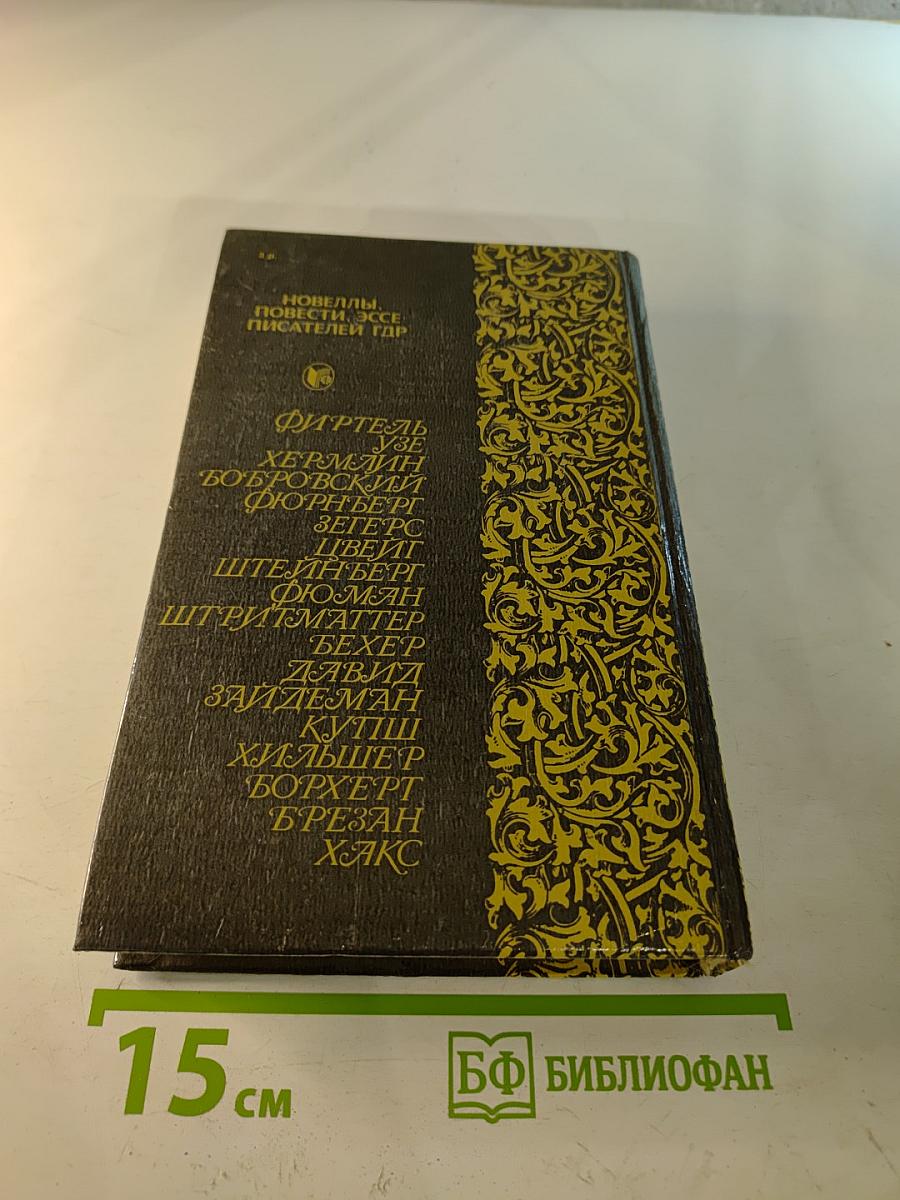 НОВЕЛЛЫ,
ПОВЕСТИ, ЭССЕ
ПИСАТЕЛЕЙ ГДР
ФИРТЕЛЬ
УЗЕ
ХЕРМЛИН
БОБРОВСКИЙ
ФЮРНБЕРГ
ЗЕГЕРС
ЦВЕЙГ
ШТЕЙНБЕРГ
ФЮМАН
ШТРИТМАТТЕР
БЕХЕР
ДАВИД
ЗАЙДЕМАН
КУПШ
ХИЛЬШЕР
БОРХЕРТ
БРЕЗАН
ХАКС
15 см
БФ БИБЛИОФАН